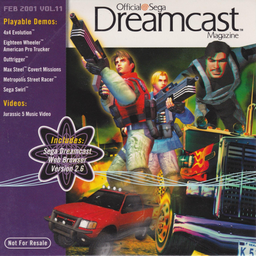 FEB 2001 VOL.11
Official Sega
Dreamcast™
Magazine
Playable Demos:
4x4 Evolution™
Eighteen Wheeler™
American Pro Trucker
Outtrigger™
Max Steel™ Covert Missions
Metropolis Street Racer™
Sega Swirl™
Videos:
Jurassic 5 Music Video
Includes:
Sega Dreamcast
Web Browser
Version 2.6
Not For Resale
K 5